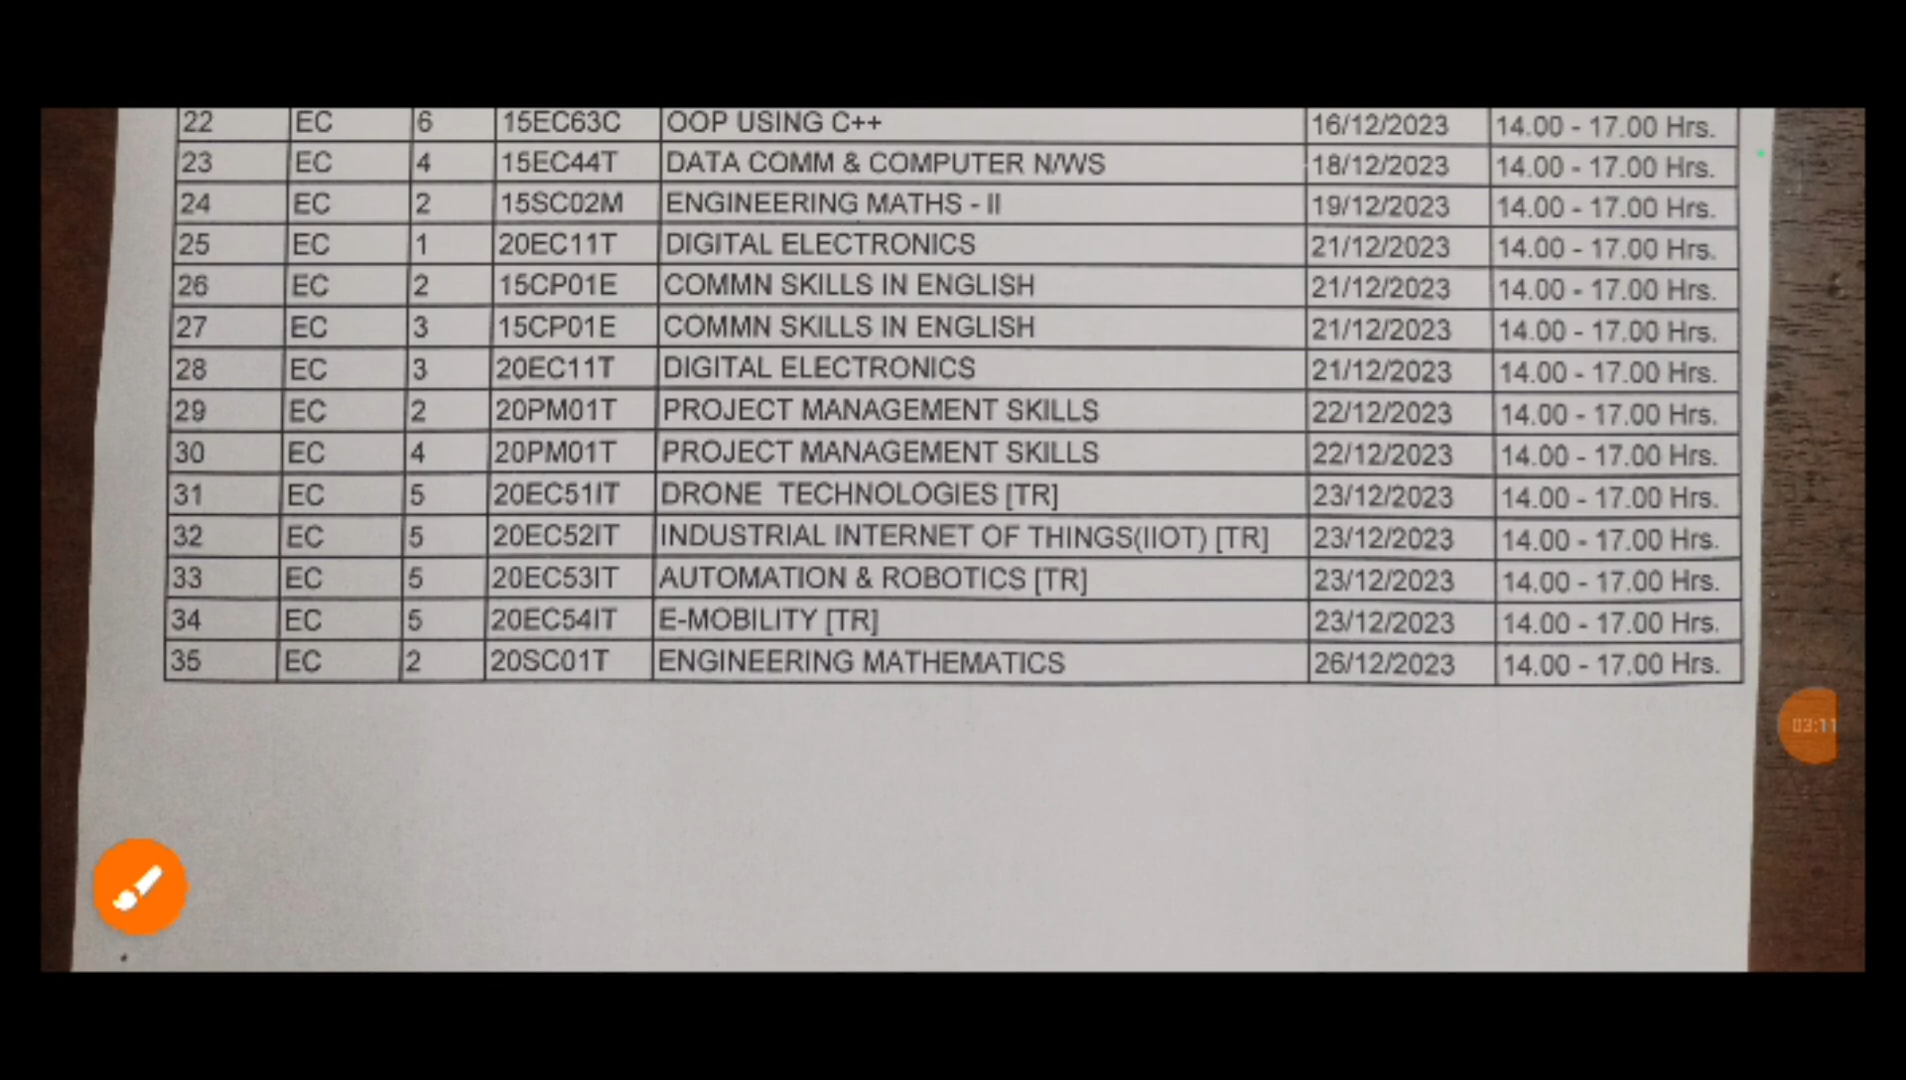 22 EC 6 15EC63C OOP USING C++ 16/12/2023 14.00 - 17.00 Hrs.
23 EC 4 15EC44T DATA COMM & COMPUTER N/WS 18/12/2023 14.00 - 17.00 Hrs.
24 EC 2 15SC02M ENGINEERING MATHS - II 19/12/2023 14.00 - 17.00 Hrs.
25 EC 1 20EC11T DIGITAL ELECTRONICS 21/12/2023 14.00 - 17.00 Hrs.
26 EC 2 15CP01E COMMN SKILLS IN ENGLISH 21/12/2023 14.00 - 17.00 Hrs.
27 EC 3 15CP01E COMMN SKILLS IN ENGLISH 21/12/2023 14.00 - 17.00 Hrs.
28 EC 3 20EC11T DIGITAL ELECTRONICS 21/12/2023 14.00 - 17.00 Hrs.
29 EC 2 20PM01T PROJECT MANAGEMENT SKILLS 22/12/2023 14.00 - 17.00 Hrs.
30 EC 4 20PM01T PROJECT MANAGEMENT SKILLS 22/12/2023 14.00 - 17.00 Hrs.
31 EC 5 20EC51IT DRONE TECHNOLOGIES [TR] 23/12/2023 14.00 - 17.00 Hrs.
32 EC 5 20EC52IT INDUSTRIAL INTERNET OF THINGS(IIOT) [TR] 23/12/2023 14.00 - 17.00 Hrs.
33 EC 5 20EC53IT AUTOMATION & ROBOTICS [TR] 23/12/2023 14.00 - 17.00 Hrs.
34 EC 5 20EC54IT E-MOBILITY [TR] 23/12/2023 14.00 - 17.00 Hrs.
35 EC 2 20SC01T ENGINEERING MATHEMATICS 26/12/2023 14.00 - 17.00 Hrs.
03:11